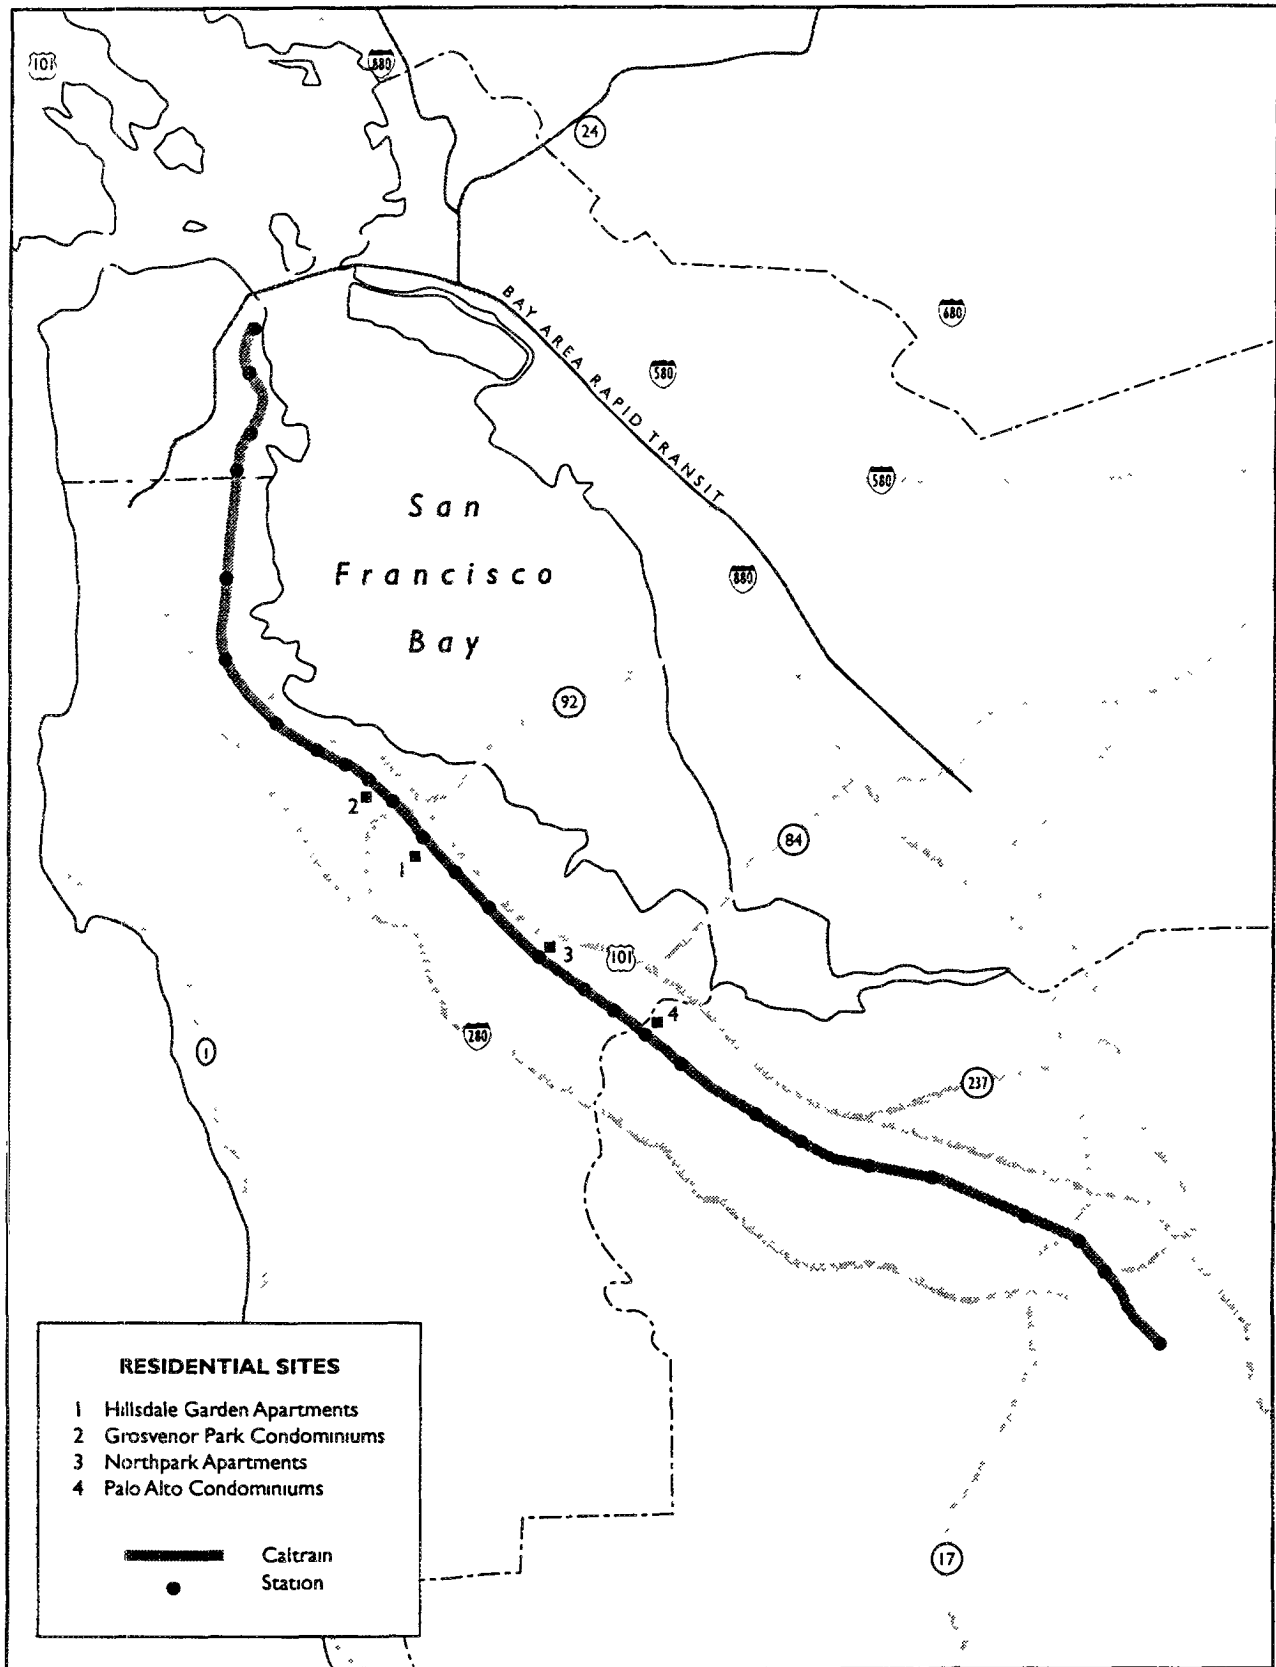 101
880
24
680
BAY AREA RAPID TRANSIT
580
580
San
Francisco
Bay
880
92
2
84
1
3
101
4
1
280
237
RESIDENTIAL SITES
1 Hillsdale Garden Apartments
2 Grosvenor Park Condominiums
3 Northpark Apartments
4 Palo Alto Condominiums
Caltrain
Station
17